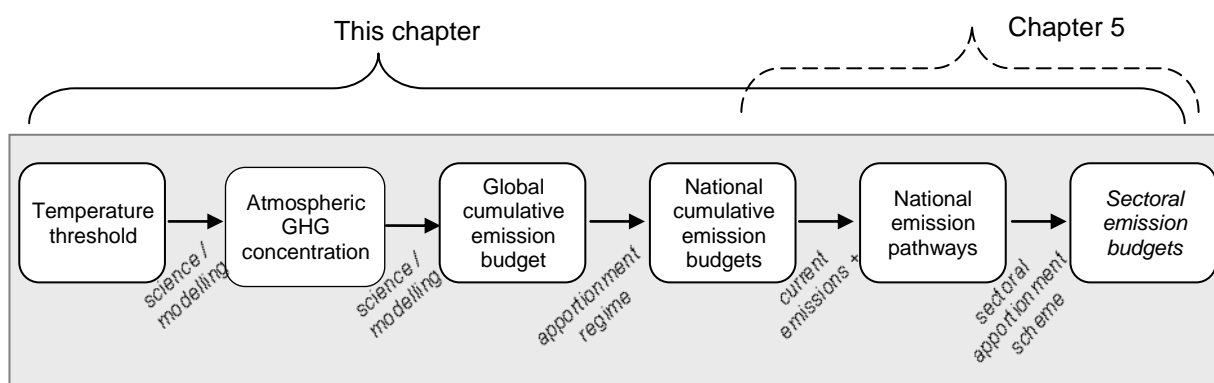 This chapter
Chapter 5
Temperature
threshold
science /
modelling
Atmospheric
GHG
concentration
science /
modelling
Global
cumulative
emission
budget
apportionment
regime
National
cumulative
emission
budgets
current
emissions +
National
emission
pathways
sectoral
apportionment
scheme
Sectoral
emission
budgets